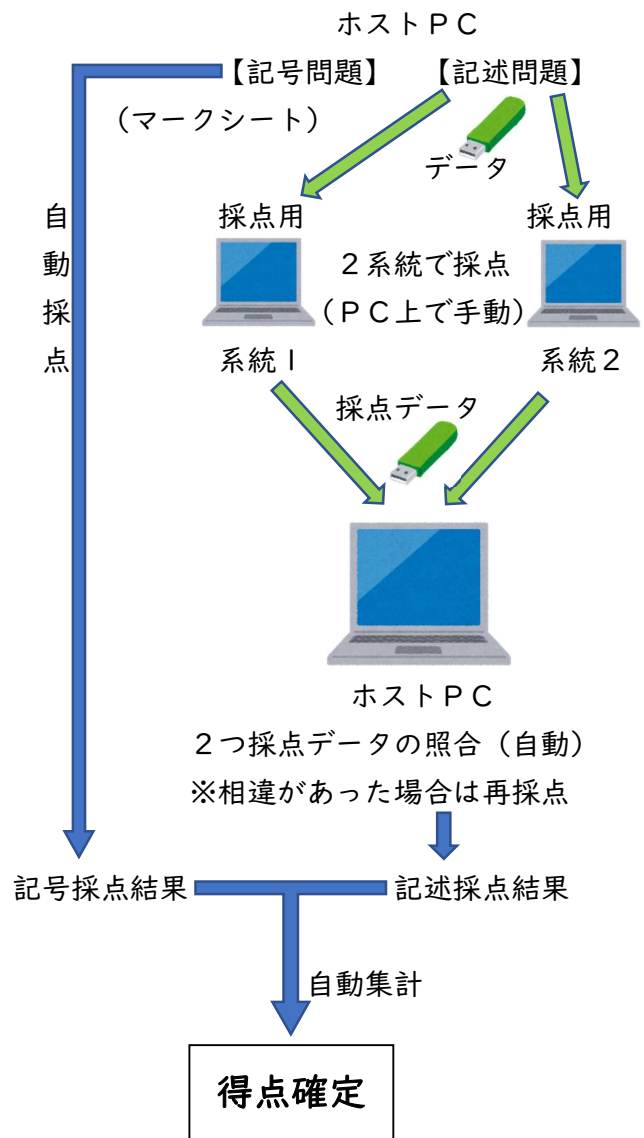 ホストＰＣ
【記号問題】 【記述問題】
（マークシート）
データ
自動採点
採点用 採点用
２系統で採点
（ＰＣ上で手動）
系統１ 系統２
採点データ
ホストＰＣ
２つ採点データの照合（自動）
※相違があった場合は再採点
記号採点結果 記述採点結果
自動集計
得点確定